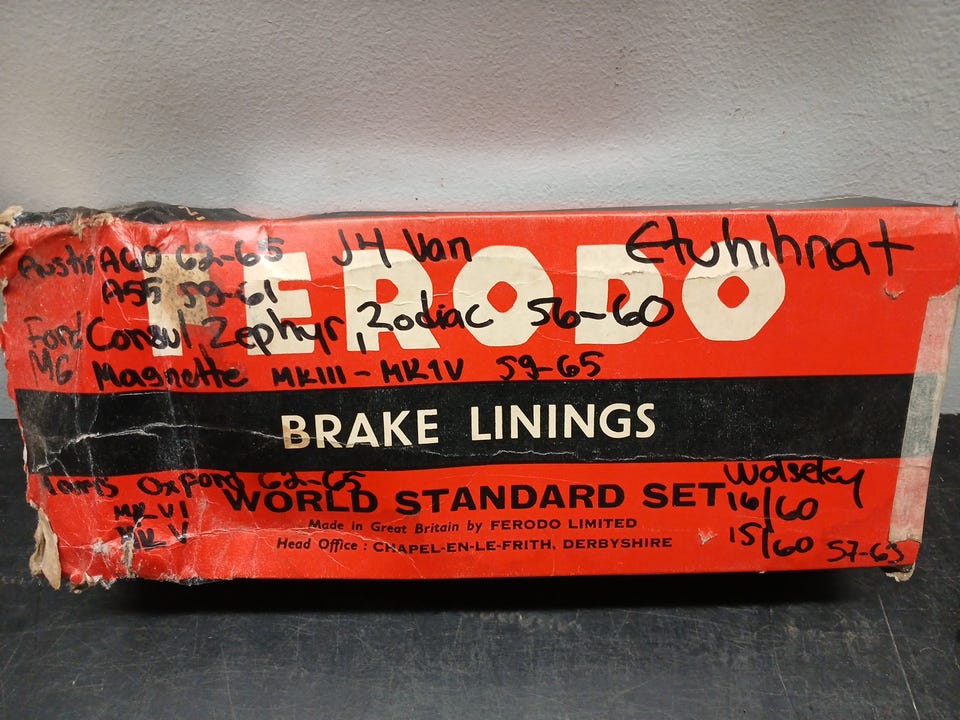 Austin A60 62-65 J4 Van Etuhihnat
A55 59-61
FERODO
Ford Consul Zephyr, Zodiac 56-60
MG Magnette MKIII - MK1V 59-65
BRAKE LININGS
Oxford 62-65 Wolseley
WORLD STANDARD SET 16/60
MK VI
Made in Great Britain by FERODO LIMITED
MK V 15/60 57-65
Head Office : CHAPEL-EN-LE-FRITH, DERBYSHIRE